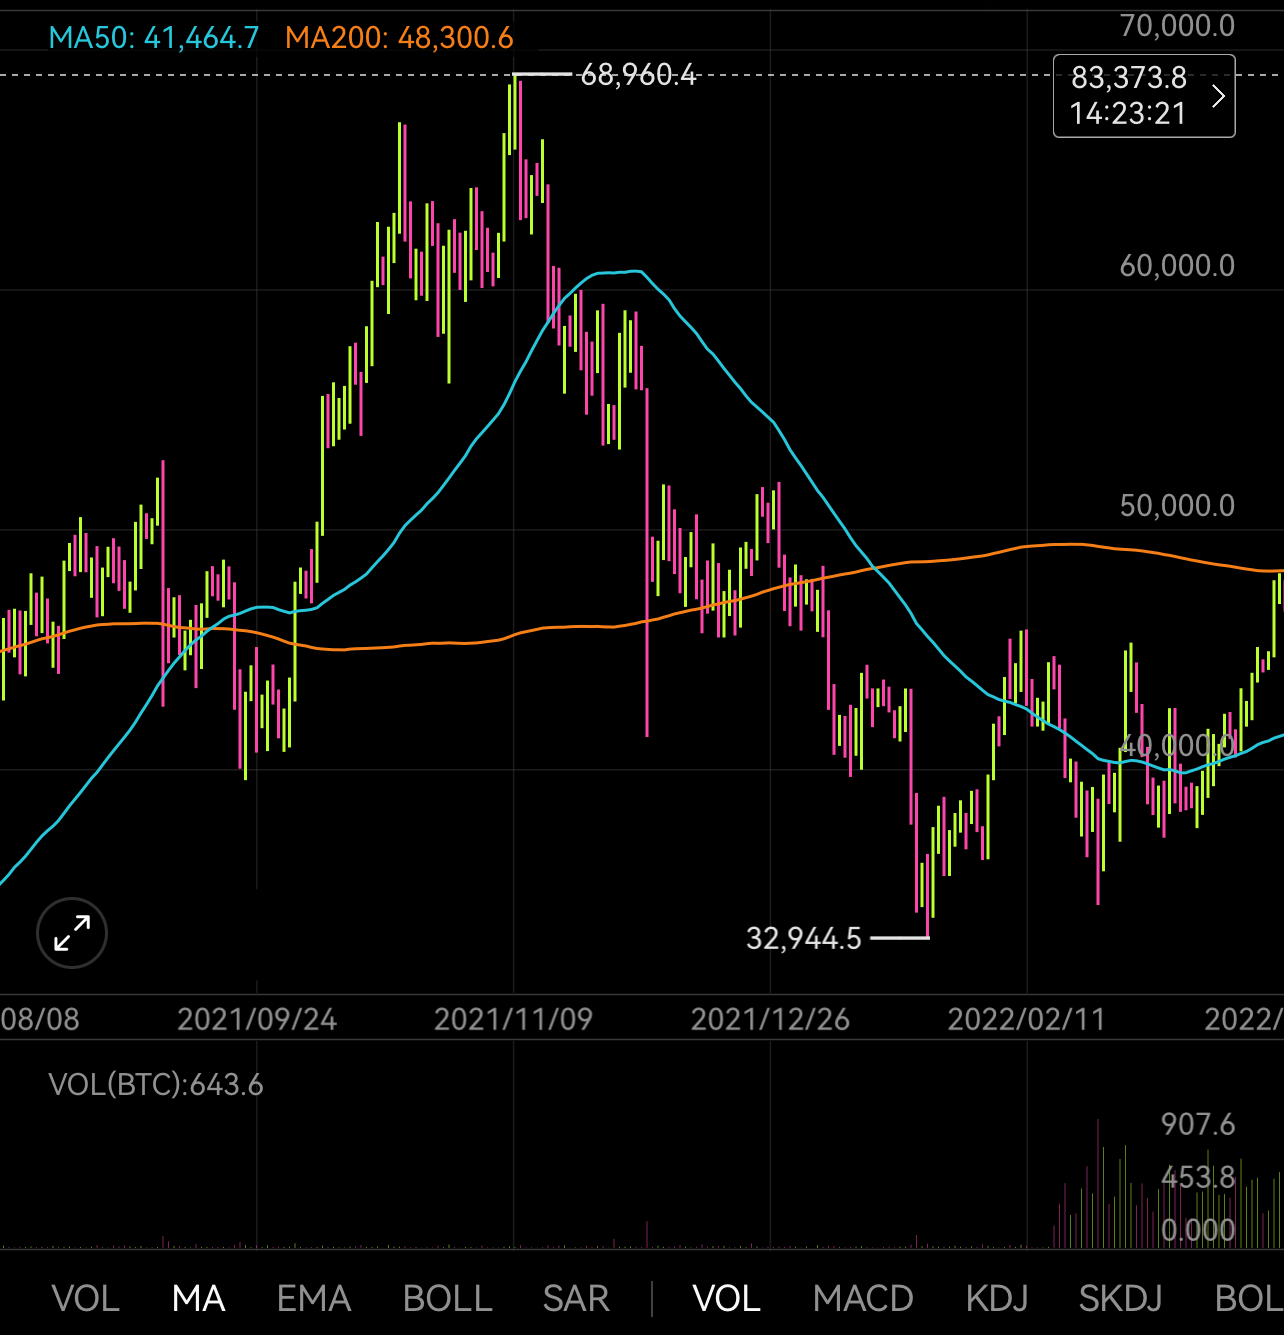 MA50: 41,464.7 MA200: 48,300.6
70,000.0
68,960.4
83,373.8
14:23:21
60,000.0
50,000.0
40,000.0
32,944.5
08/08 2021/09/24 2021/11/09 2021/12/26 2022/02/11 2022/
VOL(BTC):643.6
907.6
453.8
0.000
VOL MA EMA BOLL SAR | VOL MACD KDJ SKDJ BOL